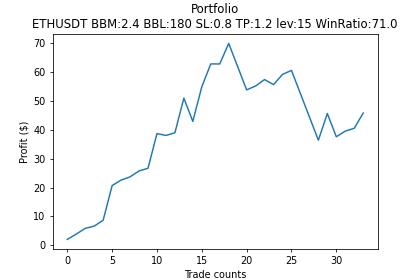 Portfolio
ETHUSDT BBM:2.4 BBL:180 SL:0.8 TP:1.2 lev:15 WinRatio:71.0
70
60
50
40
30
20
10
0
Profit ($)
0 5 10 15 20 25 30
Trade counts